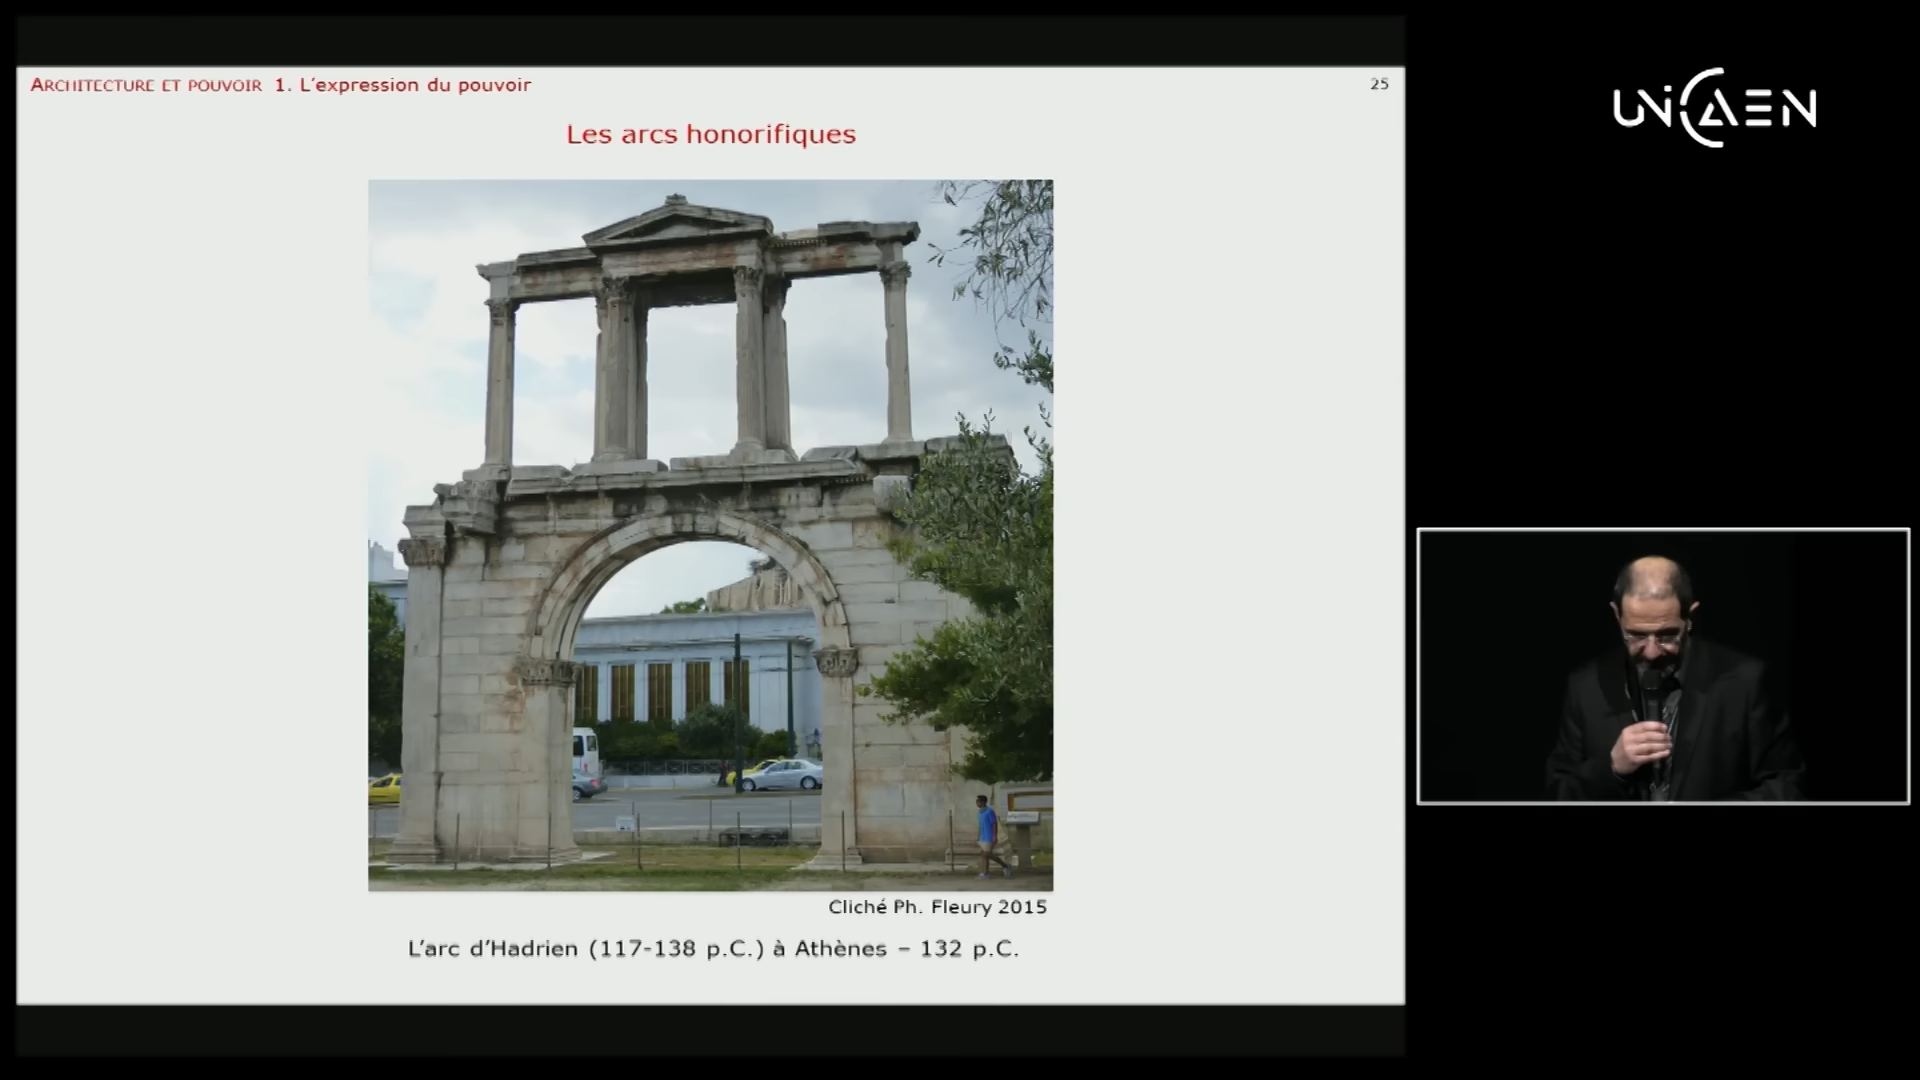 ARCHITECTURE ET POUVOIR 1. L'expression du pouvoir
25
Les arcs honorifiques
Cliché Ph. Fleury 2015
L'arc d'Hadrien (117-138 p.C.) à Athènes – 132 p.C.
UNICAEN